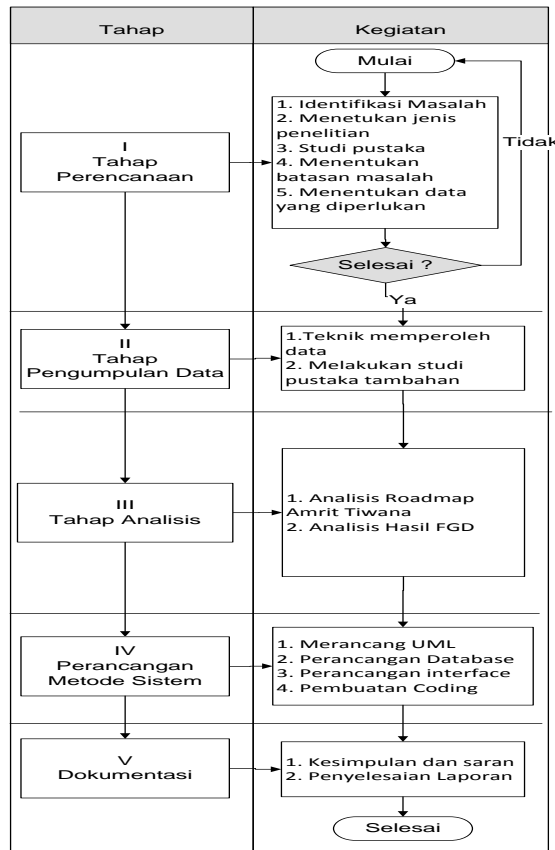 Tahap
Kegiatan
Mulai
I
Tahap
Perencanaan
1. Identifikasi Masalah
2. Menetukan jenis
penelitian
3. Studi pustaka
4. Menentukan
batasan masalah
5. Menentukan data
yang diperlukan
Tidak
Selesai ?
Ya
II
Tahap
Pengumpulan Data
1.Teknik memperoleh
data
2. Melakukan studi
pustaka tambahan
III
Tahap Analisis
1. Analisis Roadmap
Amrit Tiwana
2. Analisis Hasil FGD
IV
Perancangan
Metode Sistem
1. Merancang UML
2. Perancangan Database
3. Perancangan interface
4. Pembuatan Coding
V
Dokumentasi
1. Kesimpulan dan saran
2. Penyelesaian Laporan
Selesai